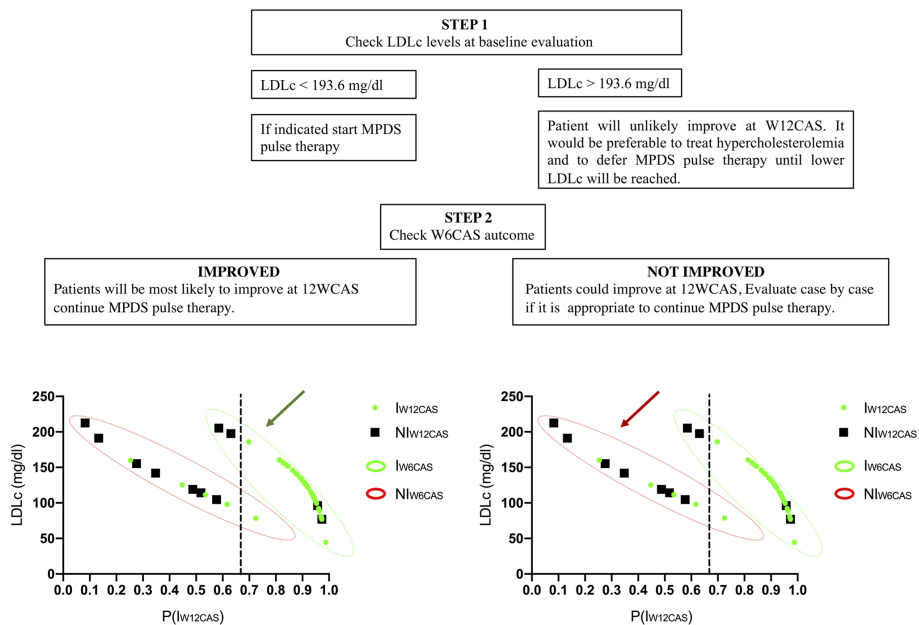 STEP 1
Check LDLc levels at baseline evaluation
LDLc < 193.6 mg/dl
LDLc > 193.6 mg/dl
If indicated start MPDS
pulse therapy
Patient will unlikely improve at W12CAS. It
would be preferable to treat hypercholesterolemia
and to defer MPDS pulse therapy until lower
LDLc will be reached.
STEP 2
Check W6CAS autcome
IMPROVED
Patients will be most likely to improve at 12WCAS
continue MPDS pulse therapy.
NOT IMPROVED
Patients could improve at 12WCAS, Evaluate case by case
if it is appropriate to continue MPDS pulse therapy.
250
200
150
100
50
0
LDLc (mg/dl)
0.0 0.1 0.2 0.3 0.4 0.5 0.6 0.7 0.8 0.9 1.0
P(IW12CAS)
IW12CAS
NIW12CAS
IW6CAS
NIW6CAS
250
200
150
100
50
0
LDLc (mg/dl)
0.0 0.1 0.2 0.3 0.4 0.5 0.6 0.7 0.8 0.9 1.0
P(IW12CAS)
IW12CAS
NIW12CAS
IW6CAS
NIW6CAS